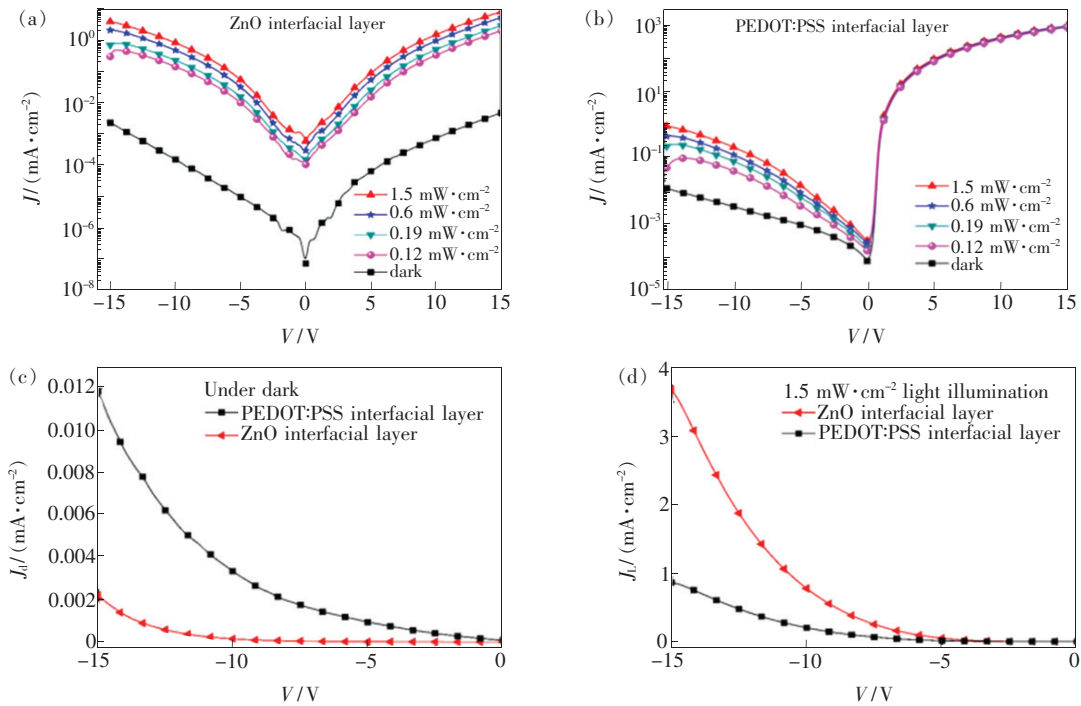 (a)
ZnO interfacial layer
10⁰
10⁻²
10⁻⁴
10⁻⁶
10⁻⁸
J/(mA·cm⁻²)
1.5 mW·cm⁻²
0.6 mW·cm⁻²
0.19 mW·cm⁻²
0.12 mW·cm⁻²
dark
−15 −10 −5 0 5 10 15
V/V
(b)
PEDOT:PSS interfacial layer
10³
10¹
10⁻¹
10⁻³
10⁻⁵
J/(mA·cm⁻²)
1.5 mW·cm⁻²
0.6 mW·cm⁻²
0.19 mW·cm⁻²
0.12 mW·cm⁻²
dark
−15 −10 −5 0 5 10 15
V/V
(c)
Under dark
PEDOT:PSS interfacial layer
ZnO interfacial layer
0.012
0.010
0.008
0.006
0.004
0.002
0
J_d/(mA·cm⁻²)
−15 −10 −5 0
V/V
(d)
1.5 mW·cm⁻² light illumination
ZnO interfacial layer
PEDOT:PSS interfacial layer
4
3
2
1
0
J_L/(mA·cm⁻²)
−15 −10 −5 0
V/V